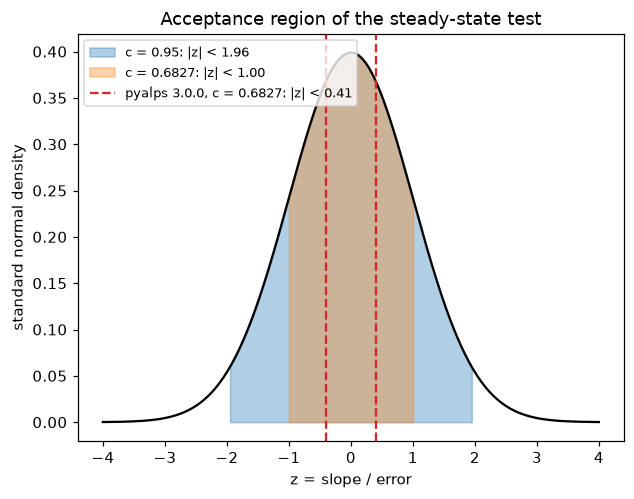 Acceptance region of the steady-state test
c = 0.95: |z| < 1.96
c = 0.6827: |z| < 1.00
pyalps 3.0.0, c = 0.6827: |z| < 0.41
standard normal density
0.40
0.35
0.30
0.25
0.20
0.15
0.10
0.05
0.00
−4 −3 −2 −1 0 1 2 3 4
z = slope / error